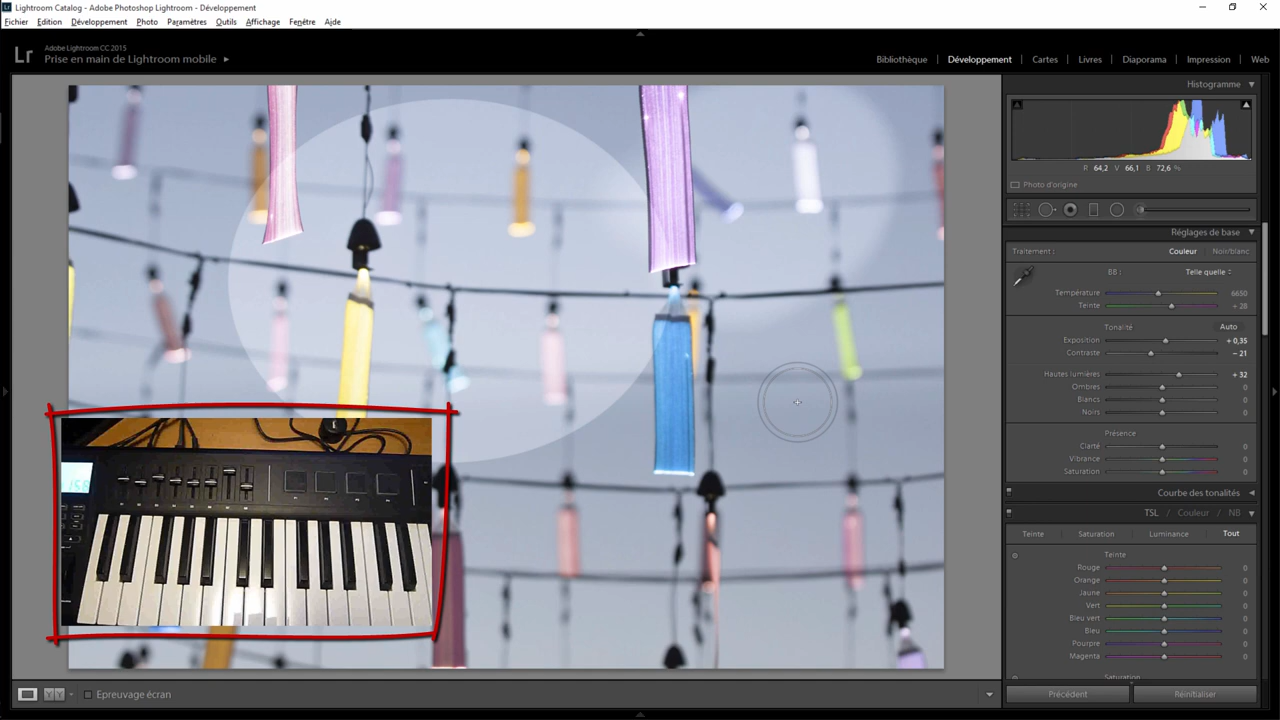 Lightroom Catalog - Adobe Photoshop Lightroom - Développement
Fichier Edition Développement Photo Paramètres Outils Affichage Fenêtre Aide
Lr
Adobe Lightroom CC 2015
Prise en main de Lightroom mobile
Bibliothèque | Développement | Cartes | Livres | Diaporama | Impression | Web
Histogramme
R 64,2 V 66,1 B 72,6 %
Photo d'origine
Réglages de base
Traitement : Couleur Noir/blanc
BB : Telle quelle
Température 6650
Teinte + 28
Tonalité Auto
Exposition + 0,35
Contraste – 21
Hautes lumières + 32
Ombres 0
Blancs 0
Noirs 0
Présence
Clarté 0
Vibrance 0
Saturation 0
Courbe des tonalités
TSL / Couleur / NB
Teinte Saturation Luminance Tout
Teinte
Rouge 0
Orange 0
Jaune 0
Vert 0
Bleu vert 0
Bleu 0
Pourpre 0
Magenta 0
Saturation
Précédent Réinitialiser
YY Epreuvage écran